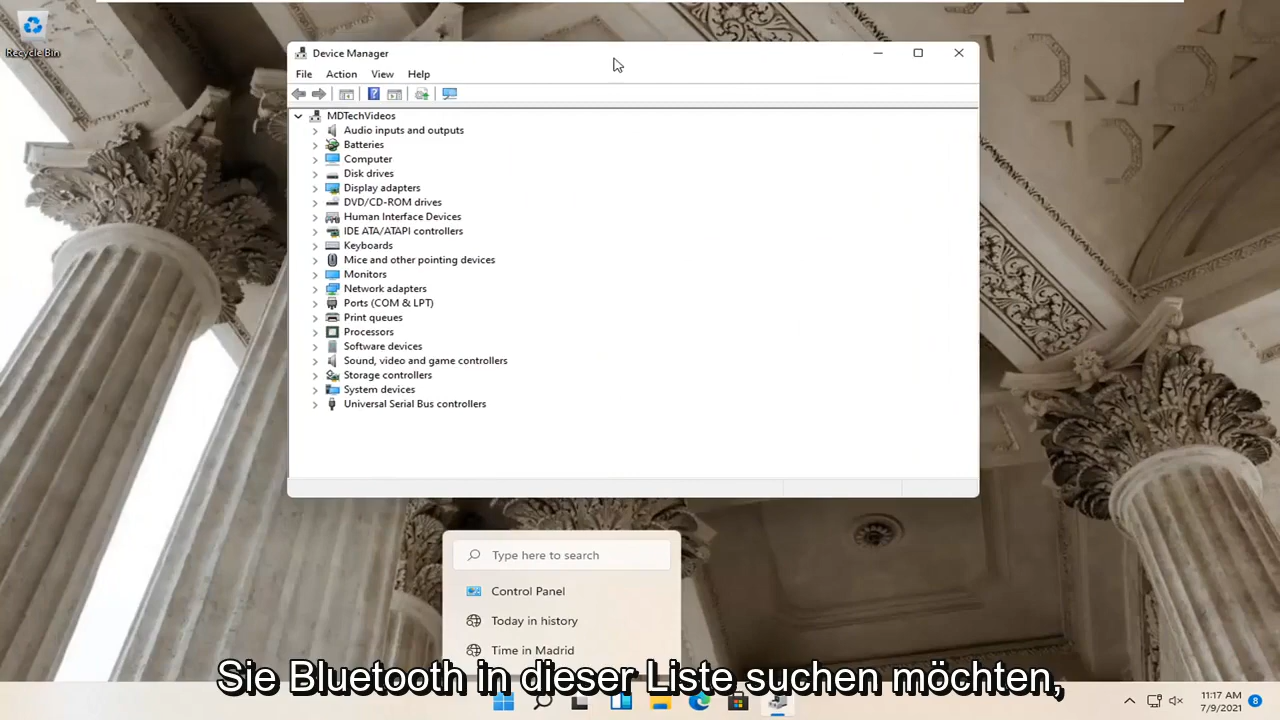 Recycle Bin
Device Manager
File Action View Help
MDTechVideos
Audio inputs and outputs
Batteries
Computer
Disk drives
Display adapters
DVD/CD-ROM drives
Human Interface Devices
IDE ATA/ATAPI controllers
Keyboards
Mice and other pointing devices
Monitors
Network adapters
Ports (COM & LPT)
Print queues
Processors
Software devices
Sound, video and game controllers
Storage controllers
System devices
Universal Serial Bus controllers
Type here to search
Control Panel
Today in history
Time in Madrid
Sie Bluetooth in dieser Liste suchen möchten,
11:17 AM
7/9/2021
8